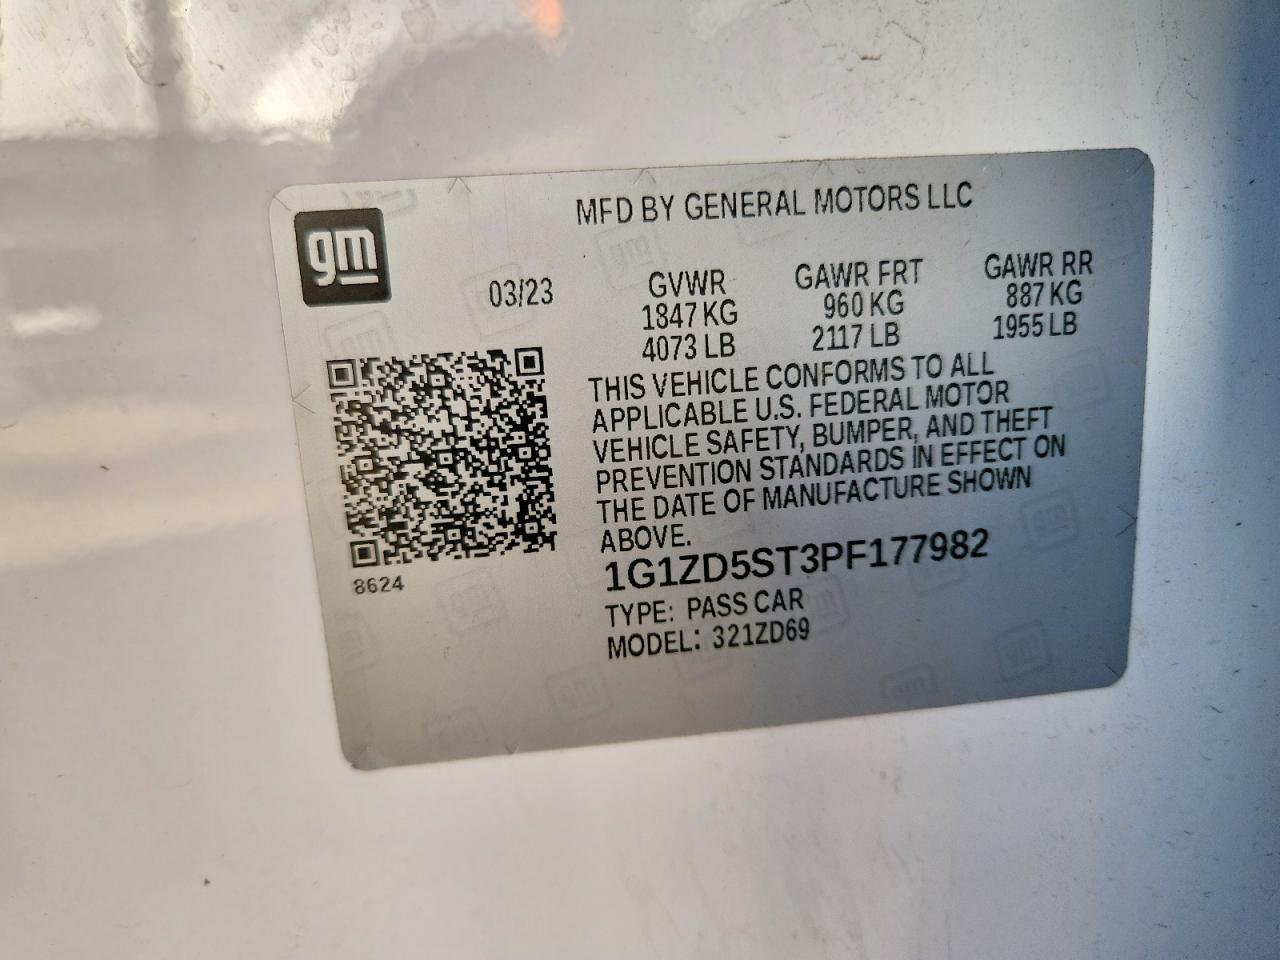 gm
MFD BY GENERAL MOTORS LLC
03/23
GVWR
1847 KG
4073 LB
GAWR FRT
960 KG
2117 LB
GAWR RR
887 KG
1955 LB
THIS VEHICLE CONFORMS TO ALL
APPLICABLE U.S. FEDERAL MOTOR
VEHICLE SAFETY, BUMPER, AND THEFT
PREVENTION STANDARDS IN EFFECT ON
THE DATE OF MANUFACTURE SHOWN
ABOVE.
1G1ZD5ST3PF177982
TYPE: PASS CAR
MODEL: 321ZD69
8624